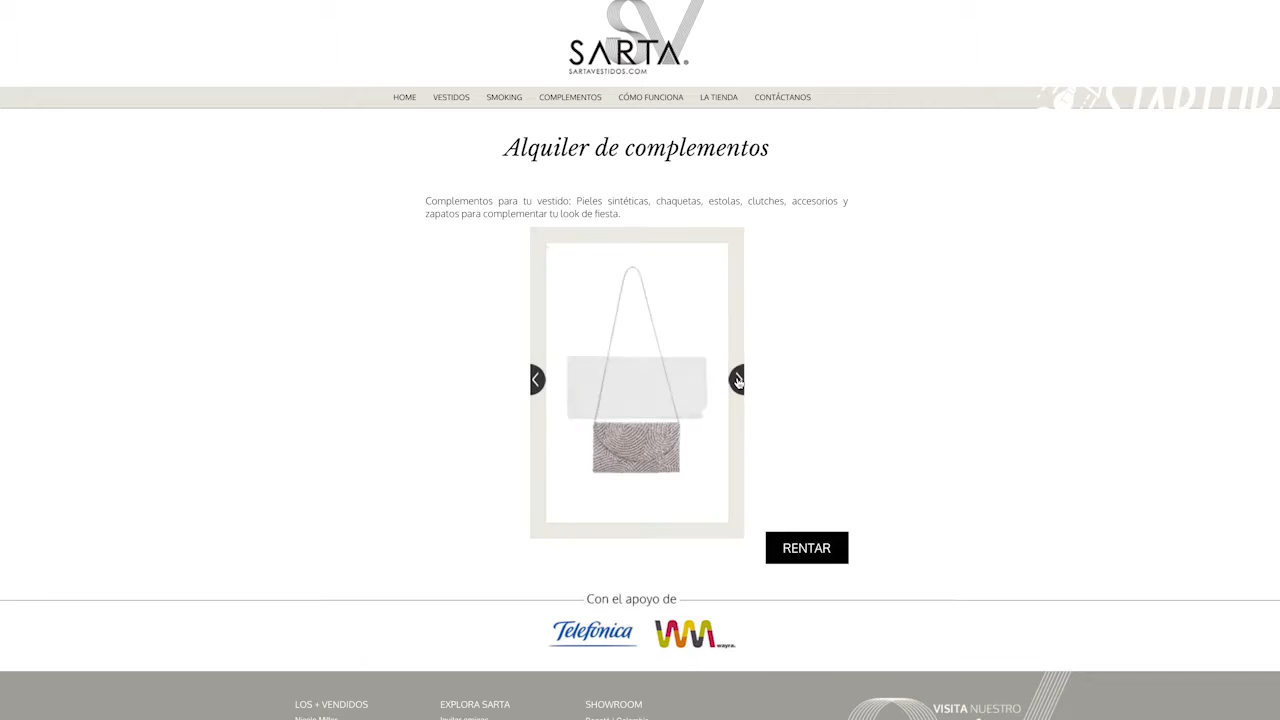 SARTA®
SARTAVESTIDOS.COM
HOME VESTIDOS SMOKING COMPLEMENTOS CÓMO FUNCIONA LA TIENDA CONTÁCTANOS
STARTUP
Alquiler de complementos
Complementos para tu vestido: Pieles sintéticas, chaquetas, estolas, clutches, accesorios y
zapatos para complementar tu look de fiesta.
RENTAR
Con el apoyo de
Telefónica
wayra
LOS + VENDIDOS EXPLORA SARTA SHOWROOM
VISITA NUESTRO